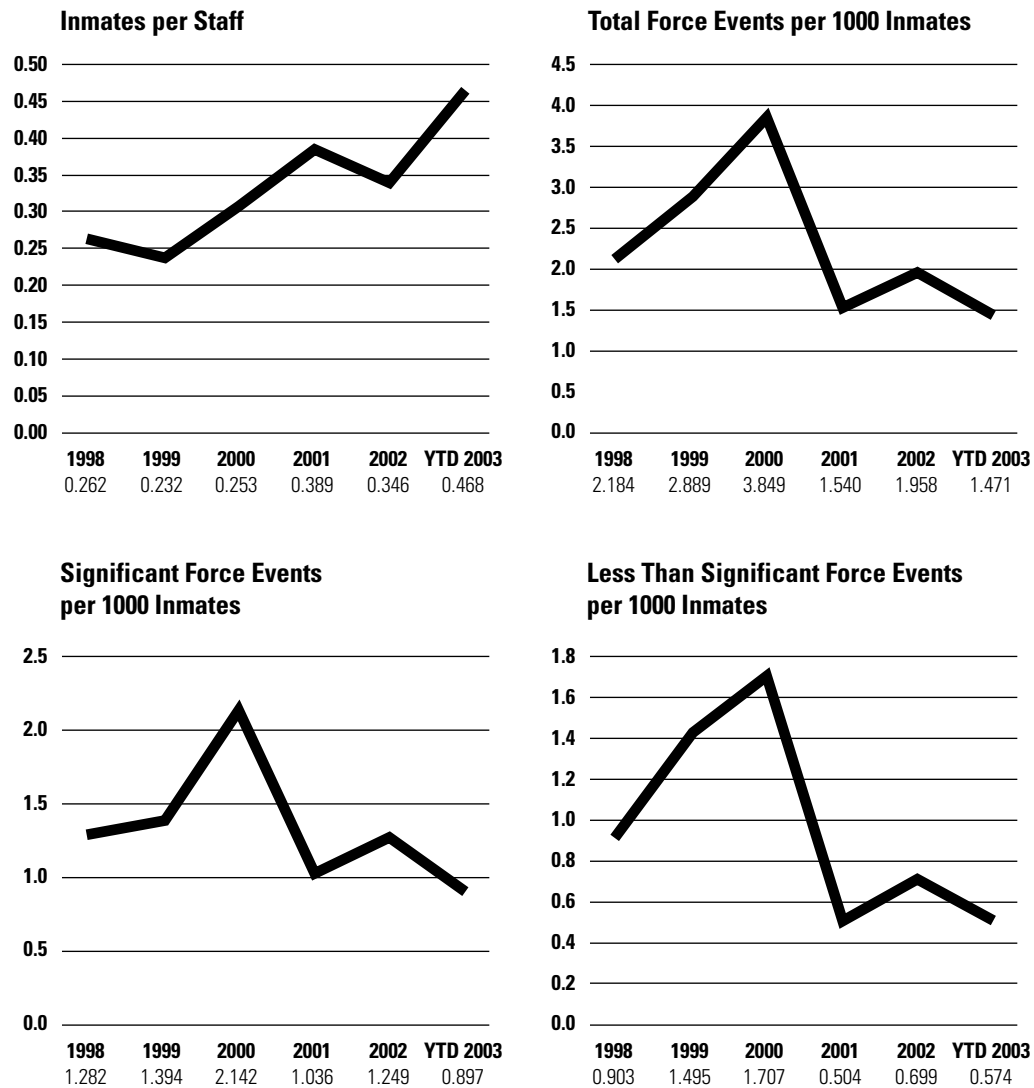 Inmates per Staff
0.50
0.45
0.40
0.35
0.30
0.25
0.20
0.15
0.10
0.05
0.00
1998 1999 2000 2001 2002 YTD 2003
0.262 0.232 0.253 0.389 0.346 0.468
Total Force Events per 1000 Inmates
4.5
4.0
3.5
3.0
2.5
2.0
1.5
1.0
0.5
0.0
1998 1999 2000 2001 2002 YTD 2003
2.184 2.889 3.849 1.540 1.958 1.471
Significant Force Events
per 1000 Inmates
2.5
2.0
1.5
1.0
0.5
0.0
1998 1999 2000 2001 2002 YTD 2003
1.282 1.394 2.142 1.036 1.249 0.897
Less Than Significant Force Events
per 1000 Inmates
1.8
1.6
1.4
1.2
1.0
0.8
0.6
0.4
0.2
0.0
1998 1999 2000 2001 2002 YTD 2003
0.903 1.495 1.707 0.504 0.699 0.574